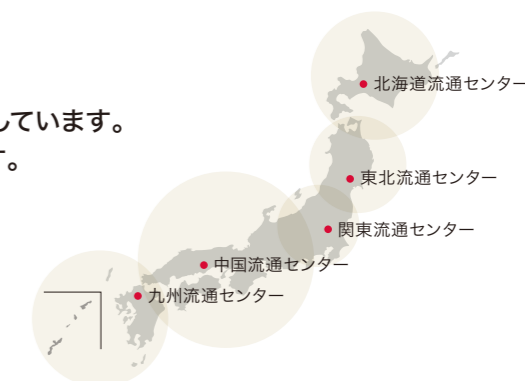 しています。
す。
北海道流通センター
東北流通センター
関東流通センター
中国流通センター
九州流通センター